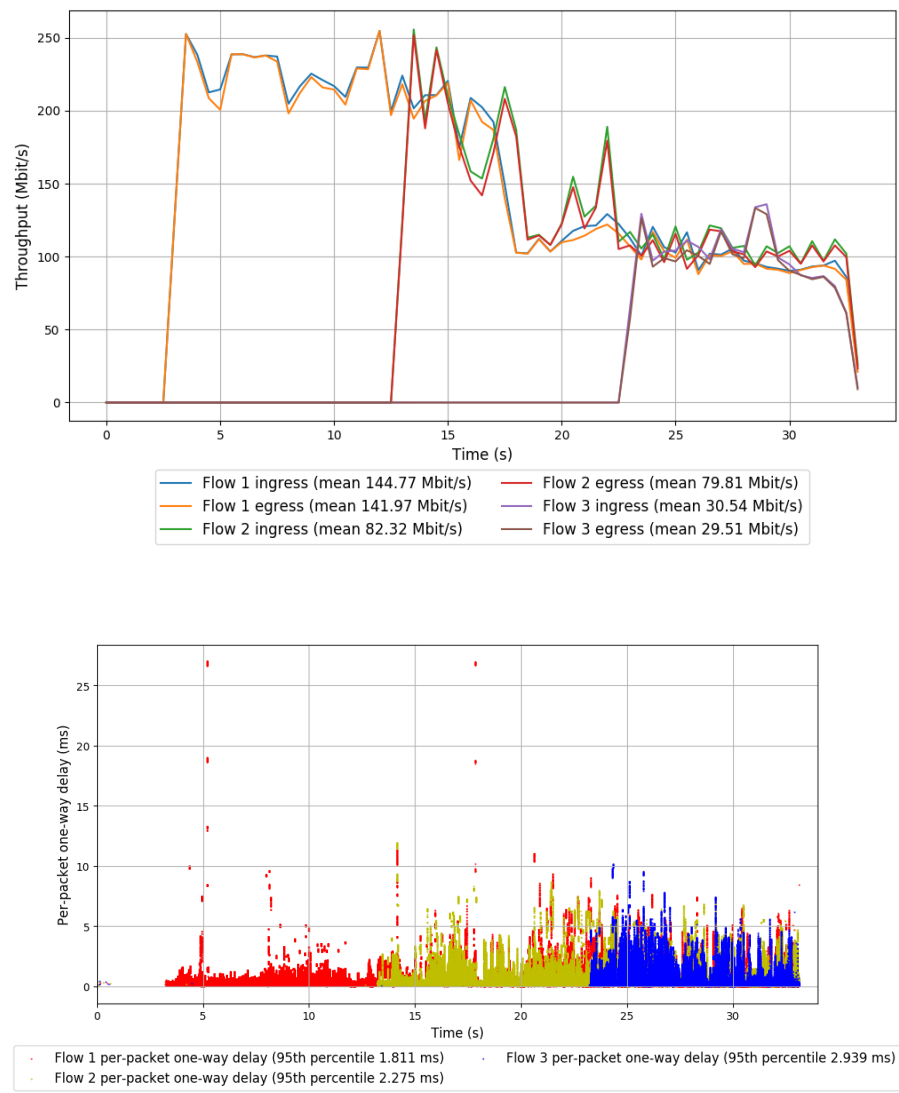 250
200
150
100
50
0
Throughput (Mbit/s)
0 5 10 15 20 25 30
Time (s)
Flow 1 ingress (mean 144.77 Mbit/s) Flow 2 egress (mean 79.81 Mbit/s)
Flow 1 egress (mean 141.97 Mbit/s) Flow 3 ingress (mean 30.54 Mbit/s)
Flow 2 ingress (mean 82.32 Mbit/s) Flow 3 egress (mean 29.51 Mbit/s)
25
20
15
10
5
0
Per-packet one-way delay (ms)
0 5 10 15 20 25 30
Time (s)
Flow 1 per-packet one-way delay (95th percentile 1.811 ms) Flow 3 per-packet one-way delay (95th percentile 2.939 ms)
Flow 2 per-packet one-way delay (95th percentile 2.275 ms)